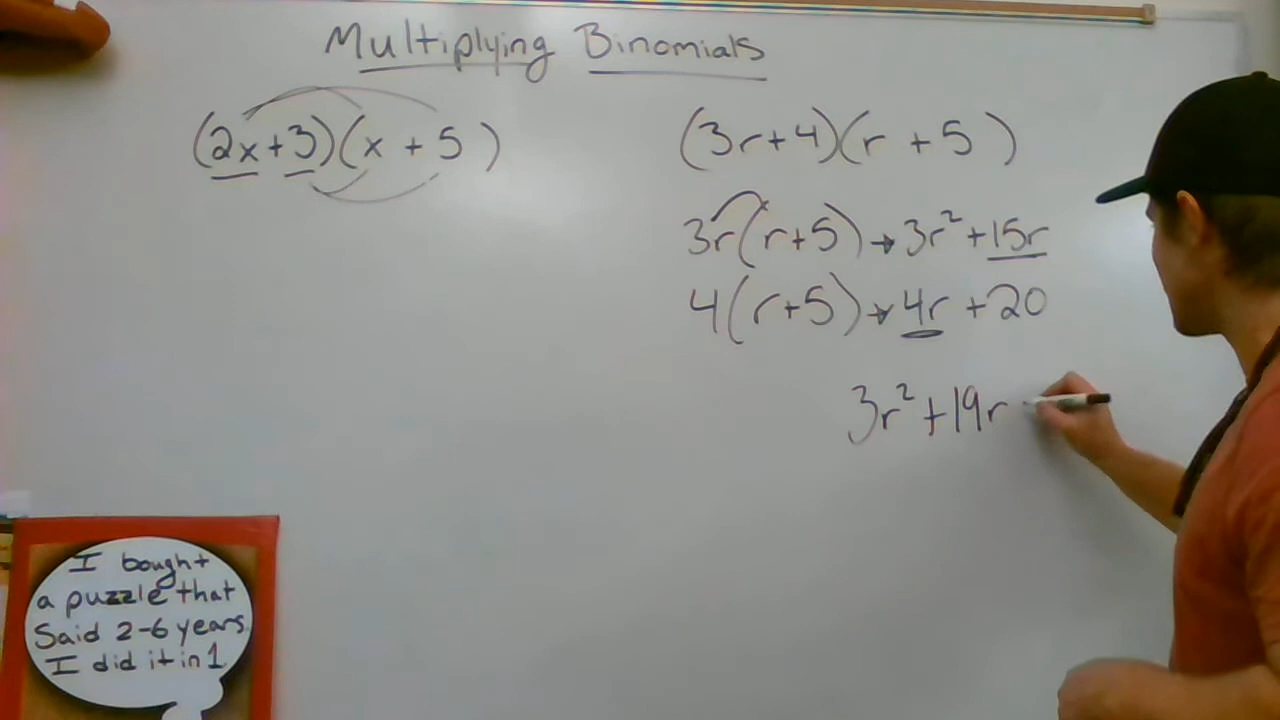 Multiplying Binomials
(2x+3)(x + 5)
(3r+4)(r + 5)
3r(r+5)→3r²+15r
4(r+5)→4r +20
3r²+19r
I bought
a puzzle that
Said 2-6 years
I did it in 1